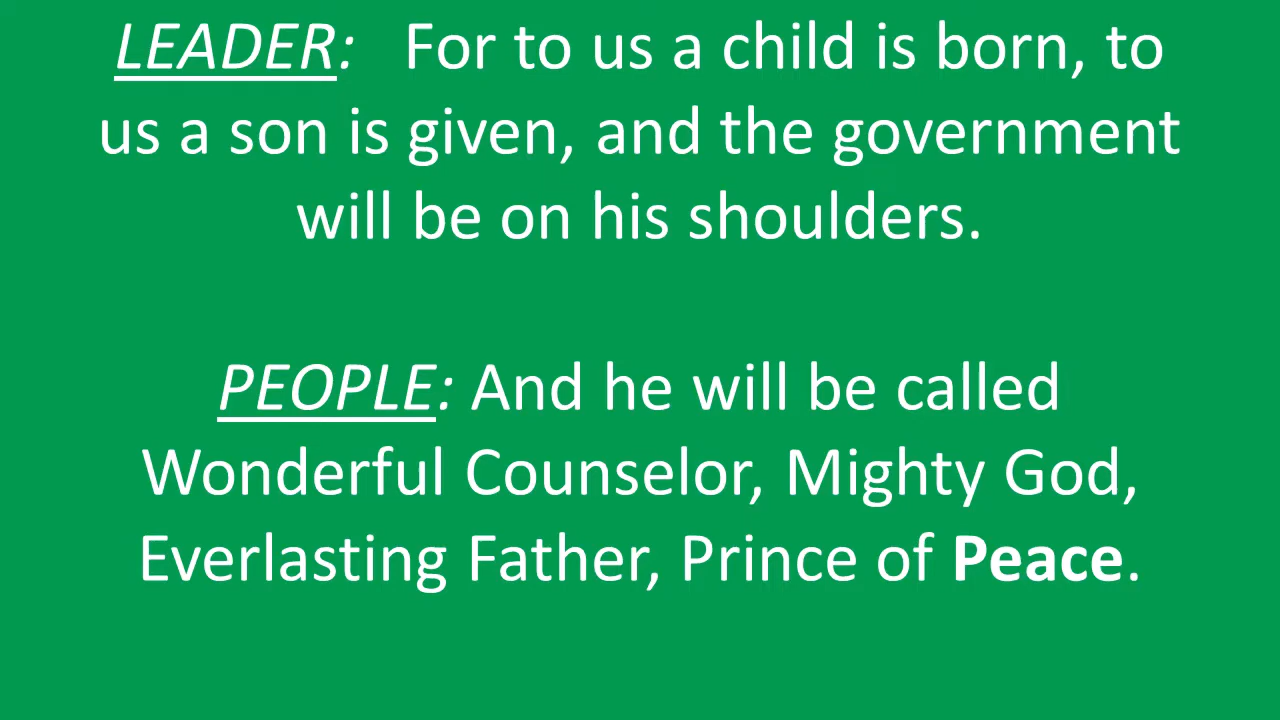 LEADER: For to us a child is born, to
us a son is given, and the government
will be on his shoulders.
PEOPLE: And he will be called
Wonderful Counselor, Mighty God,
Everlasting Father, Prince of Peace.